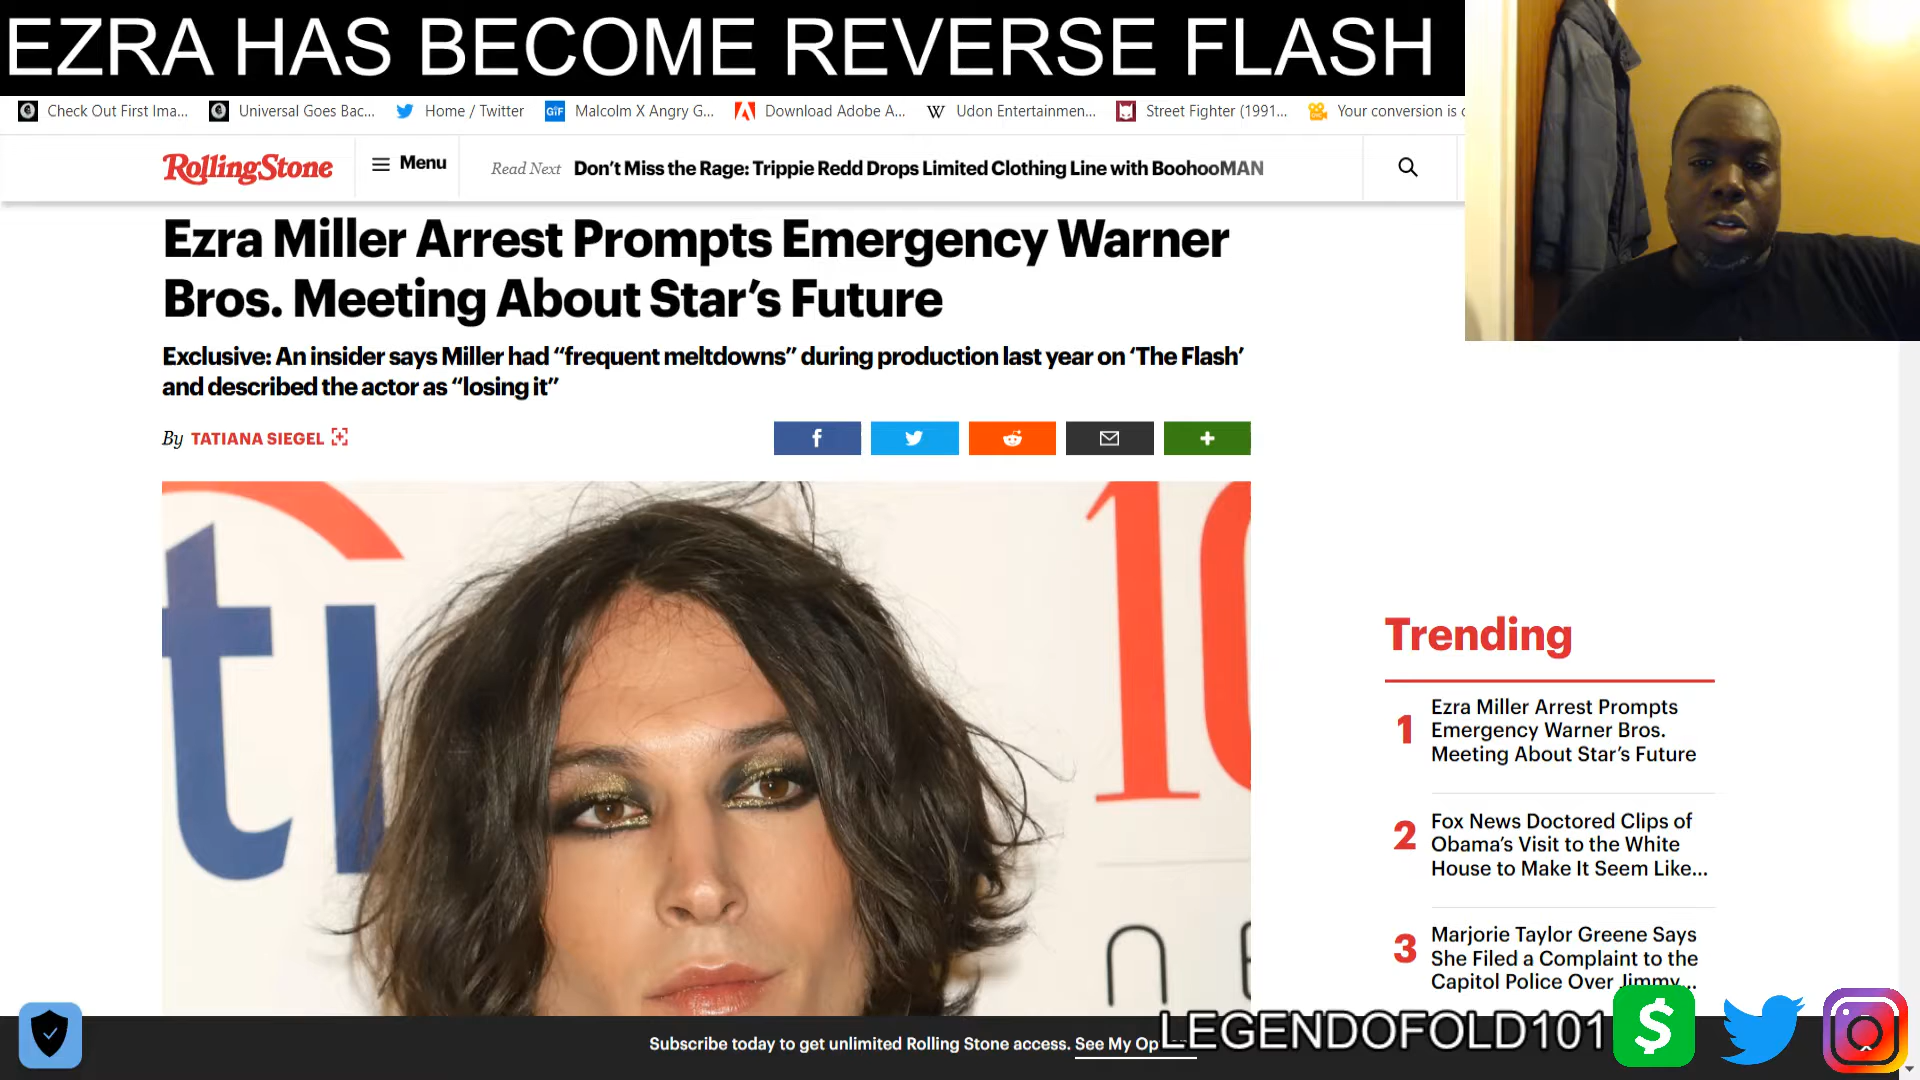 EZRA HAS BECOME REVERSE FLASH
Check Out First Ima... Universal Goes Bac... Home / Twitter GIF Malcolm X Angry G... Download Adobe A... W Udon Entertainmen... Street Fighter (1991... Your conversion is c
RollingStone Menu Read Next Don't Miss the Rage: Trippie Redd Drops Limited Clothing Line with BoohooMAN
Ezra Miller Arrest Prompts Emergency Warner
Bros. Meeting About Star's Future
Exclusive: An insider says Miller had “frequent meltdowns” during production last year on ‘The Flash’
and described the actor as “losing it”
By TATIANA SIEGEL
ti
10
ne
Trending
1
Ezra Miller Arrest Prompts
Emergency Warner Bros.
Meeting About Star’s Future
2
Fox News Doctored Clips of
Obama’s Visit to the White
House to Make It Seem Like...
3
Marjorie Taylor Greene Says
She Filed a Complaint to the
Capitol Police Over Jimmy...
Subscribe today to get unlimited Rolling Stone access. See My Op
LEGENDOFOLD101